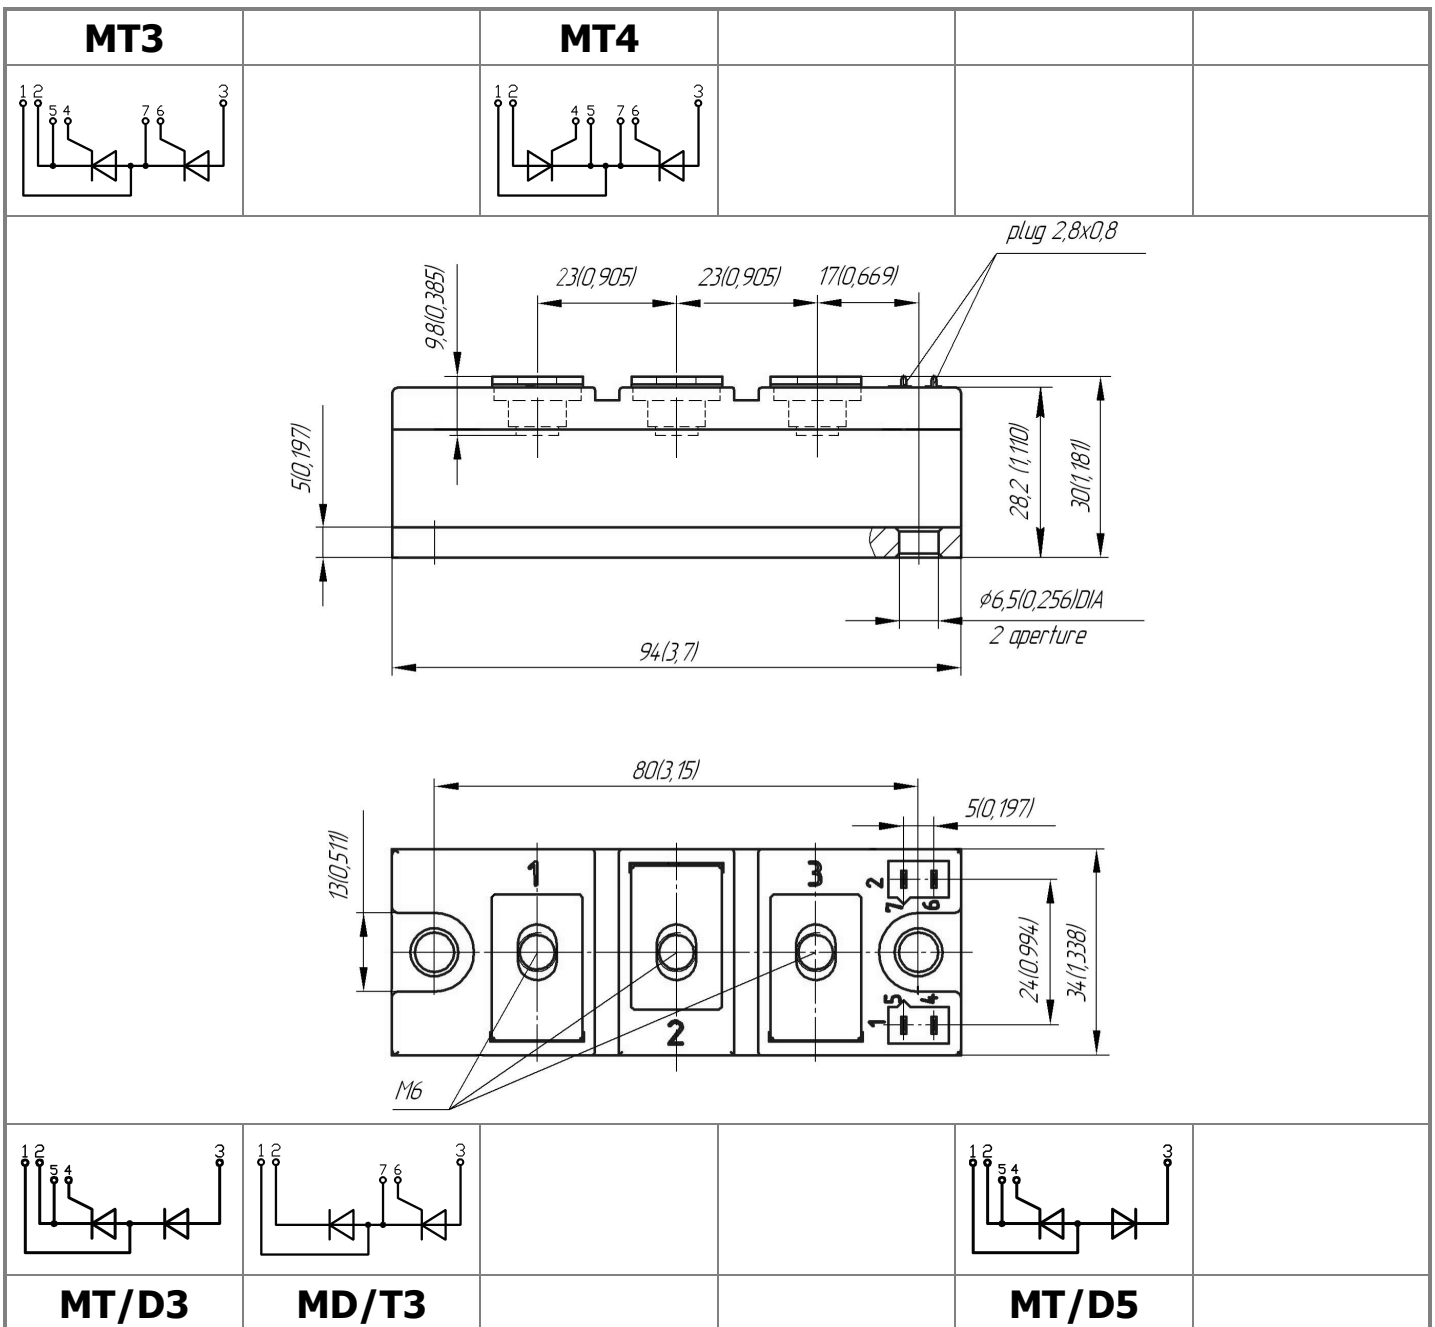 MT3 MT4
1 2 5 4 7 6 3
1 2 4 5 7 6 3
plug 2,8x0,8
23(0,905) 23(0,905) 17(0,669)
9,8(0,385)
5(0,197)
28,2 (1,110)
30(1,181)
ϕ6,5(0,256)DIA
2 aperture
94(3,7)
80(3,15)
5(0,197)
13(0,511)
1 3 2 7 6
24(0.994)
34(1,338)
1 5 4
2
M6
1 2 5 4 3
1 2 7 6 3
1 2 5 4 3
MT/D3 MD/T3 MT/D5